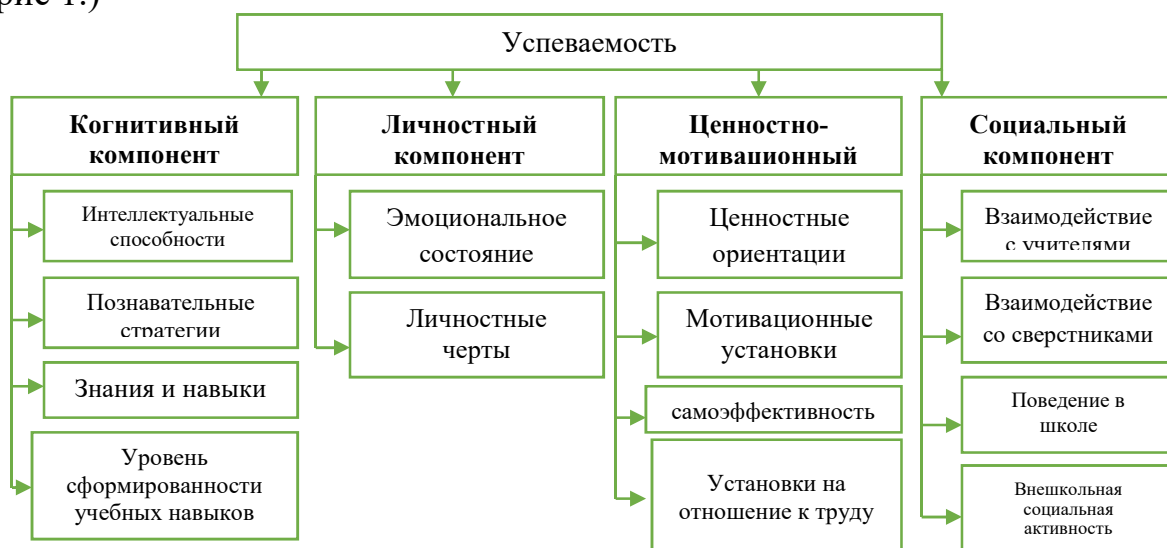 рис 1.)
Успеваемость
Когнитивный
компонент
Интеллектуальные
способности
Познавательные
стратегии
Знания и навыки
Уровень
сформированности
учебных навыков
Личностный
компонент
Эмоциональное
состояние
Личностные
черты
Ценностно-
мотивационный
Ценностные
ориентации
Мотивационные
установки
самоэффективность
Установки на
отношение к труду
Социальный
компонент
Взаимодействие
с учителями
Взаимодействие
со сверстниками
Поведение в
школе
Внешкольная
социальная
активность